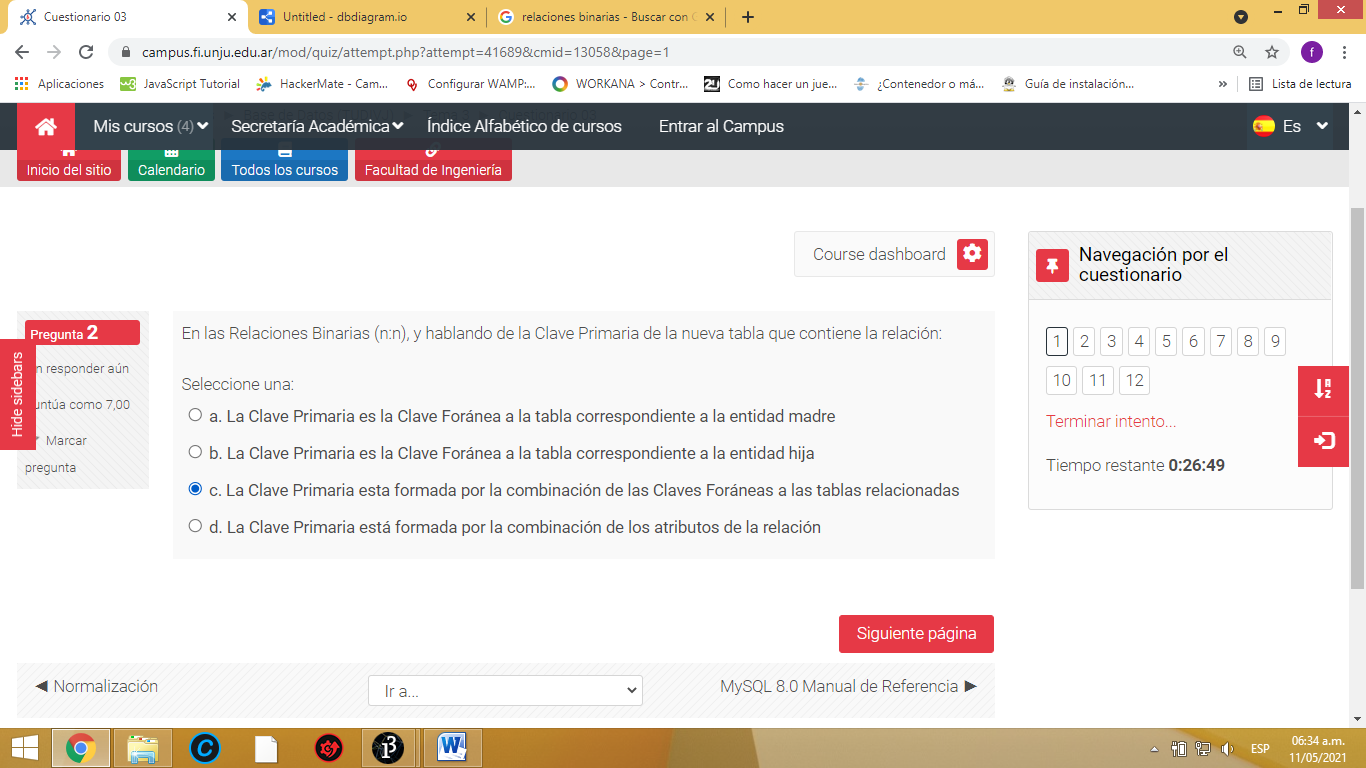 Cuestionario 03
Untitled - dbdiagram.io
relaciones binarias - Buscar con
campus.fi.unju.edu.ar/mod/quiz/attempt.php?attempt=41689&cmid=13058&page=1
f
Aplicaciones
JavaScript Tutorial
HackerMate - Cam...
Configurar WAMP:...
WORKANA > Contr...
Como hacer un jue...
¿Contenedor o má...
Guía de instalación...
»
Lista de lectura
Mis cursos (4)
Secretaría Académica
Índice Alfabético de cursos
Entrar al Campus
Es
Inicio del sitio
Calendario
Todos los cursos
Facultad de Ingeniería
Course dashboard
Navegación por el
cuestionario
1 2 3 4 5 6 7 8 9
10 11 12
Terminar intento...
Tiempo restante 0:26:49
Hide sidebars
Pregunta 2
n responder aún
untúa como 7,00
Marcar
pregunta
En las Relaciones Binarias (n:n), y hablando de la Clave Primaria de la nueva tabla que contiene la relación:
Seleccione una:
a. La Clave Primaria es la Clave Foránea a la tabla correspondiente a la entidad madre
b. La Clave Primaria es la Clave Foránea a la tabla correspondiente a la entidad hija
c. La Clave Primaria esta formada por la combinación de las Claves Foráneas a las tablas relacionadas
d. La Clave Primaria está formada por la combinación de los atributos de la relación
Siguiente página
◄ Normalización
Ir a...
MySQL 8.0 Manual de Referencia ►
ESP
06:34 a.m.
11/05/2021